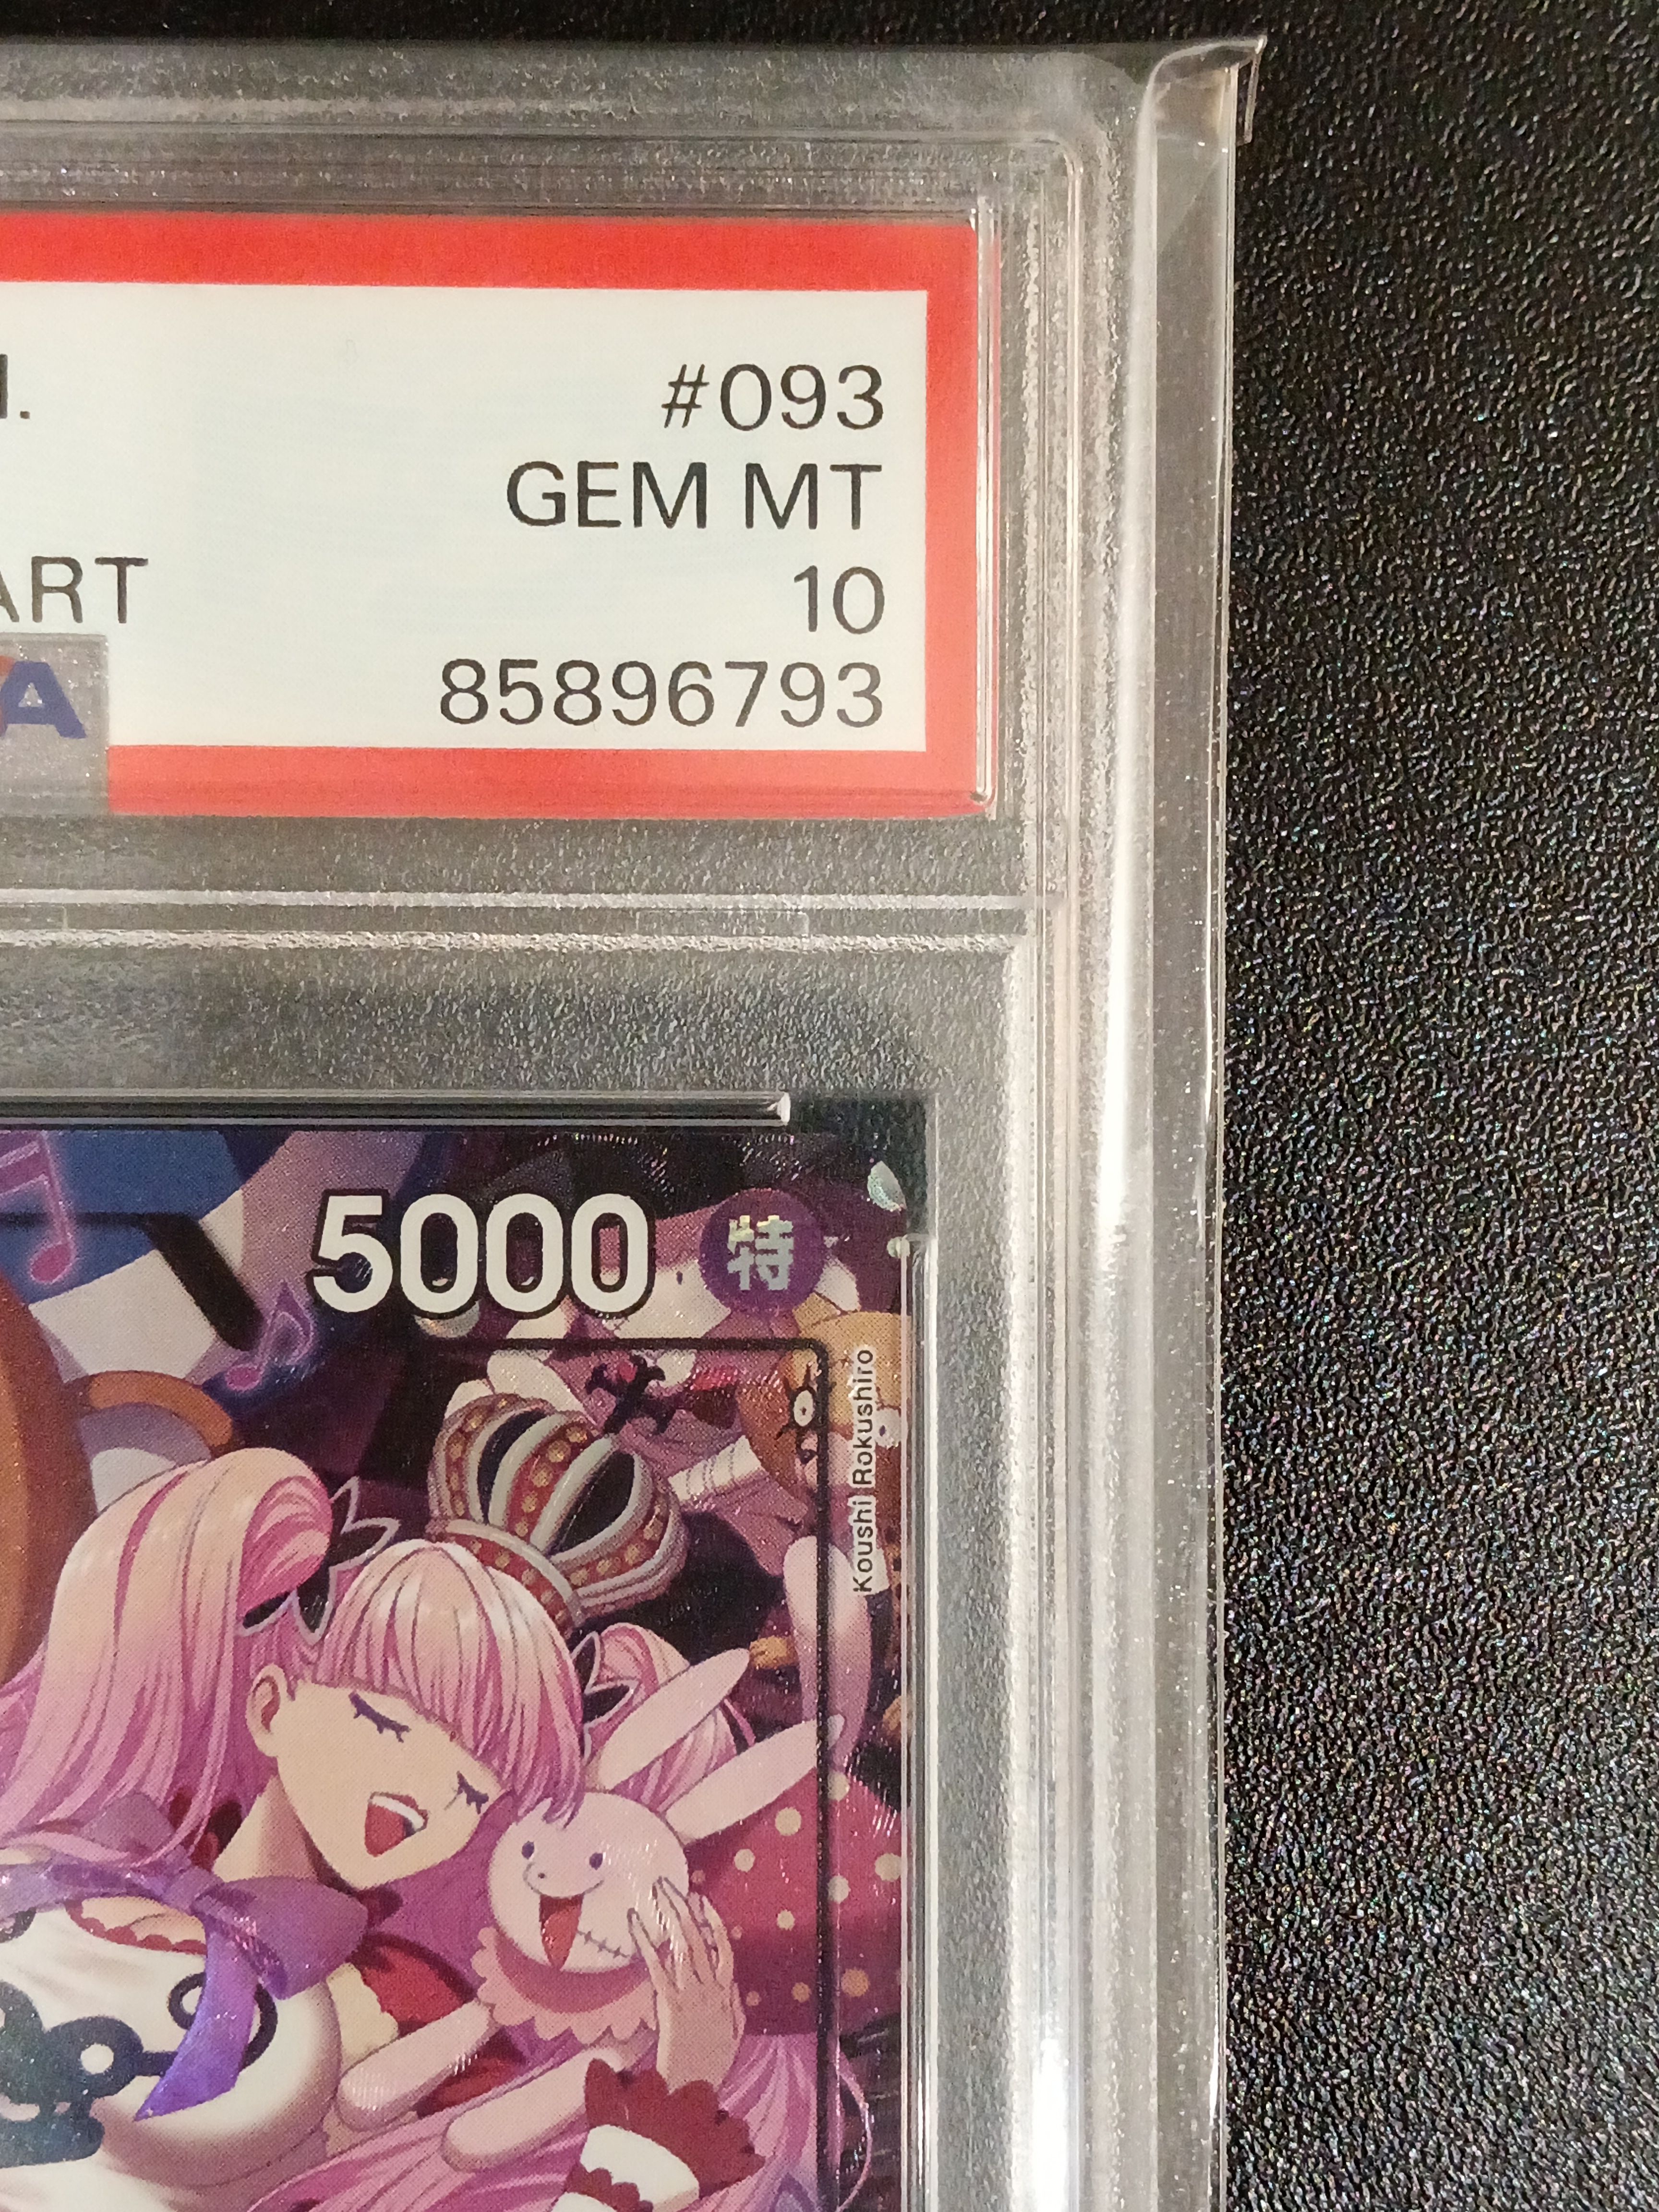 #093
GEM MT
ART
10
85896793
A
5000 特
Koushi Rokushiro